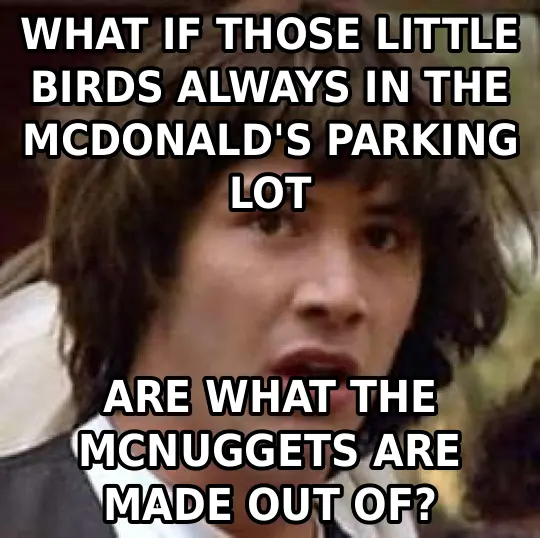 WHAT IF THOSE LITTLE
BIRDS ALWAYS IN THE
MCDONALD'S PARKING
LOT
ARE WHAT THE
MCNUGGETS ARE
MADE OUT OF?